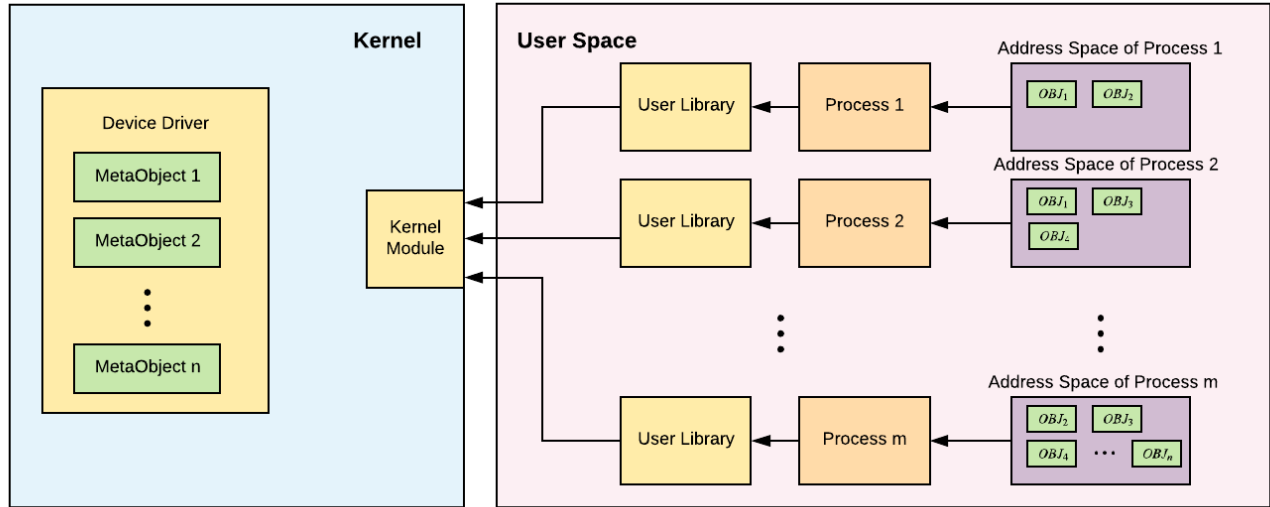 Kernel
Device Driver
MetaObject 1
MetaObject 2
MetaObject n
Kernel
Module
User Space
Address Space of Process 1
User Library
Process 1
OBJ₁ OBJ₂
Address Space of Process 2
User Library
Process 2
OBJ₁ OBJ₃
OBJ₄
Address Space of Process m
User Library
Process m
OBJ₂ OBJ₃
OBJ₄ ••• OBJₙ